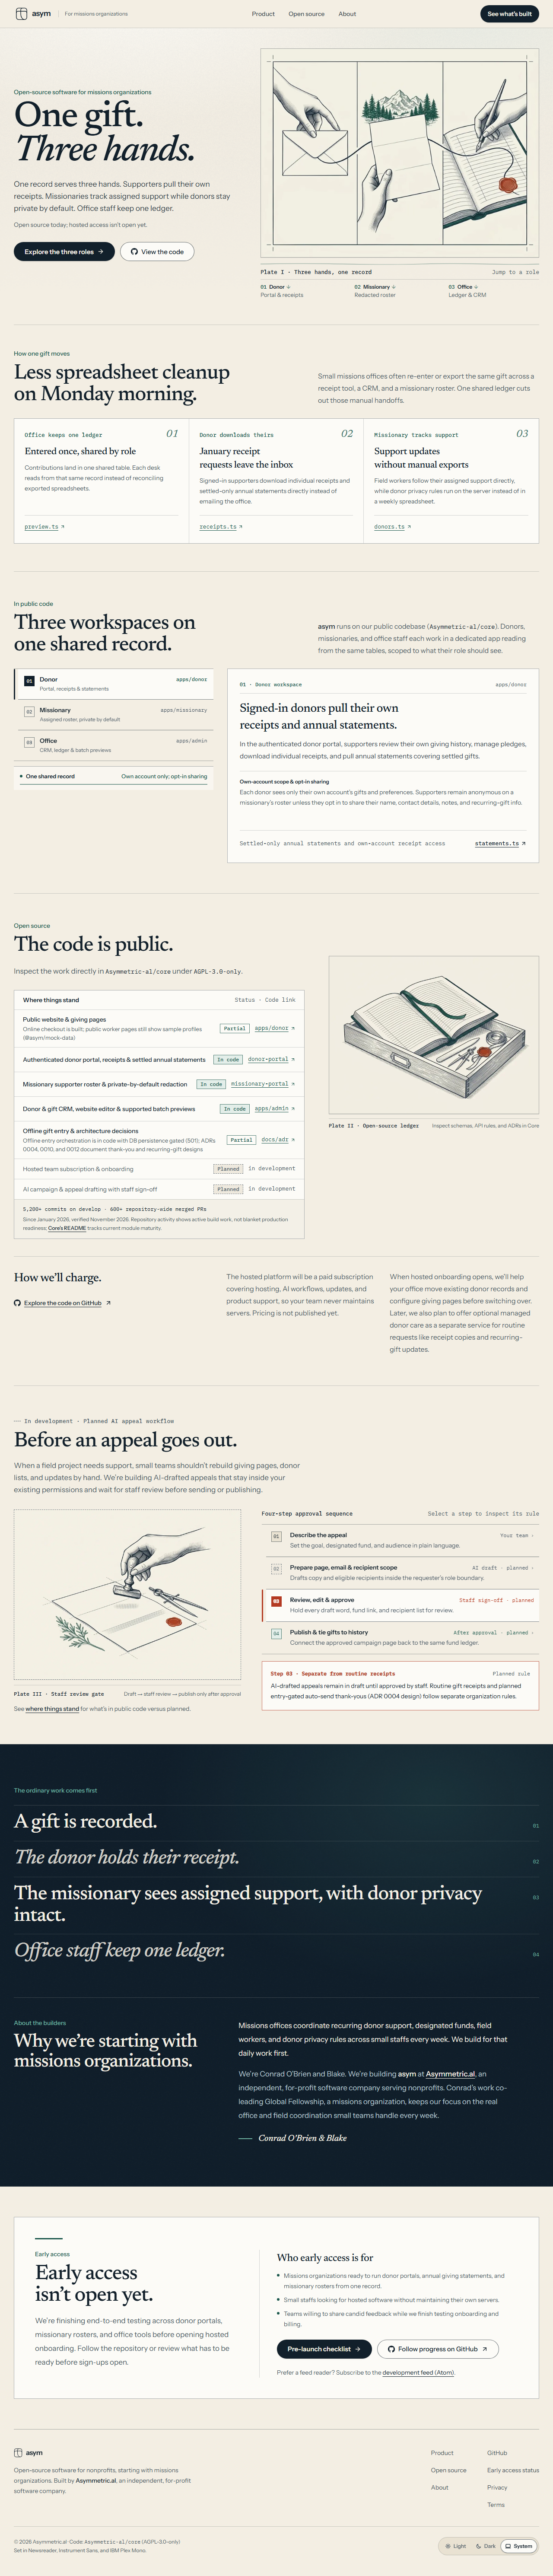 asym
For missions organizations
Product
Open source
About
See what's built
Open-source software for missions organizations
One gift.
Three hands.
One record serves three hands. Supporters pull their own
receipts. Missionaries track assigned support while donors stay
private by default. Office staff keep one ledger.
Open source today; hosted access isn't open yet.
Explore the three roles →
View the code
Plate I · Three hands, one record
Jump to a role
01 Donor ↓
Portal & receipts
02 Missionary ↓
Redacted roster
03 Office ↓
Ledger & CRM
How one gift moves
Less spreadsheet cleanup
on Monday morning.
Small missions offices often re-enter or export the same gift across a
receipt tool, a CRM, and a missionary roster. One shared ledger cuts
out those manual handoffs.
Office keeps one ledger
01
Entered once, shared by role
Contributions land in one shared table. Each desk
reads from that same record instead of reconciling
exported spreadsheets.
preview.ts ↗
Donor downloads theirs
02
January receipt
requests leave the inbox
Signed-in supporters download individual receipts and
settled-only annual statements directly instead of
emailing the office.
receipts.ts ↗
Missionary tracks support
03
Support updates
without manual exports
Field workers follow their assigned support directly,
while donor privacy rules run on the server instead of in
a weekly spreadsheet.
donors.ts ↗
In public code
Three workspaces on
one shared record.
asym runs on our public codebase (Asymmetric-al/core). Donors,
missionaries, and office staff each work in a dedicated app reading
from the same tables, scoped to what their role should see.
01
Donor
apps/donor
Portal, receipts & statements
02
Missionary
apps/missionary
Assigned roster, private by default
03
Office
apps/admin
CRM, ledger & batch previews
One shared record
Own account only; opt-in sharing
01 · Donor workspace
apps/donor
Signed-in donors pull their own
receipts and annual statements.
In the authenticated donor portal, supporters review their own giving history, manage pledges,
download individual receipts, and pull annual statements covering settled gifts.
Own-account scope & opt-in sharing
Each donor sees only their own account's gifts and preferences. Supporters remain anonymous on a
missionary's roster unless they opt in to share their name, contact details, notes, and recurring-gift info.
Settled-only annual statements and own-account receipt access
statements.ts ↗
Open source
The code is public.
Inspect the work directly in Asymmetric-al/core under AGPL-3.0-only.
Where things stand
Status · Code link
Public website & giving pages
Online checkout is built; public worker pages still show sample profiles
(@asym/mock-data)
Partial
apps/donor ↗
Authenticated donor portal, receipts & settled annual statements
In code
donor-portal ↗
Missionary supporter roster & private-by-default redaction
In code
missionary-portal ↗
Donor & gift CRM, website editor & supported batch previews
In code
apps/admin ↗
Offline gift entry & architecture decisions
Offline entry orchestration is in code with DB persistence gated (501); ADRs
0004, 0010, and 0012 document thank-you and recurring-gift designs
Partial
docs/adr ↗
Hosted team subscription & onboarding
Planned
in development
AI campaign & appeal drafting with staff sign-off
Planned
in development
5,200+ commits on develop · 600+ repository-wide merged PRs
Since January 2026, verified November 2026. Repository activity shows active build work, not blanket production
readiness; Core's README tracks current module maturity.
Plate II · Open-source ledger
Inspect schemas, API rules, and ADRs in Core
How we'll charge.
Explore the code on GitHub ↗
The hosted platform will be a paid subscription
covering hosting, AI workflows, updates, and
product support, so your team never maintains
servers. Pricing is not published yet.
When hosted onboarding opens, we'll help
your office move existing donor records and
configure giving pages before switching over.
Later, we also plan to offer optional managed
donor care as a separate service for routine
requests like receipt copies and recurring-
gift updates.
In development · Planned AI appeal workflow
Before an appeal goes out.
When a field project needs support, small teams shouldn't rebuild giving pages, donor
lists, and updates by hand. We're building AI-drafted appeals that stay inside your
existing permissions and wait for staff review before sending or publishing.
Plate III · Staff review gate
Draft → staff review → publish only after approval
See where things stand for what's in public code versus planned.
Four-step approval sequence
Select a step to inspect its rule
01
Describe the appeal
Your team ›
Set the goal, designated fund, and audience in plain language.
02
Prepare page, email & recipient scope
AI draft · planned ›
Drafts copy and eligible recipients inside the requester's role boundary.
03
Review, edit & approve
Staff sign-off · planned
Hold every draft word, fund link, and recipient list for review.
04
Publish & tie gifts to history
After approval · planned ›
Connect the approved campaign page back to the same fund ledger.
Step 03 · Separate from routine receipts
Planned rule
AI-drafted appeals remain in draft until approved by staff. Routine gift receipts and planned
entry-gated auto-send thank-yous (ADR 0004 design) follow separate organization rules.
The ordinary work comes first
A gift is recorded.
01
The donor holds their receipt.
02
The missionary sees assigned support, with donor privacy
intact.
03
Office staff keep one ledger.
04
About the builders
Why we're starting with
missions organizations.
Missions offices coordinate recurring donor support, designated funds, field
workers, and donor privacy rules across small staffs every week. We build for that
daily work first.
We're Conrad O'Brien and Blake. We're building asym at Asymmetric.al, an
independent, for-profit software company serving nonprofits. Conrad's work co-
leading Global Fellowship, a missions organization, keeps our focus on the real
office and field coordination small teams handle every week.
Conrad O'Brien & Blake
Early access
Early access
isn't open yet.
We're finishing end-to-end testing across donor portals,
missionary rosters, and office tools before opening hosted
onboarding. Follow the repository or review what has to be
ready before sign-ups open.
Who early access is for
Missions organizations ready to run donor portals, annual giving statements, and
missionary rosters from one record.
Small staffs looking for hosted software without maintaining their own servers.
Teams willing to share candid feedback while we finish testing onboarding and
billing.
Pre-launch checklist →
Follow progress on GitHub ↗
Prefer a feed reader? Subscribe to the development feed (Atom).
asym
Open-source software for nonprofits, starting with missions
organizations. Built by Asymmetric.al, an independent, for-profit
software company.
Product
Open source
About
GitHub
Early access status
Privacy
Terms
© 2026 Asymmetric.al · Code: Asymmetric-al/core (AGPL-3.0-only)
Set in Newsreader, Instrument Sans, and IBM Plex Mono.
Light
Dark
System